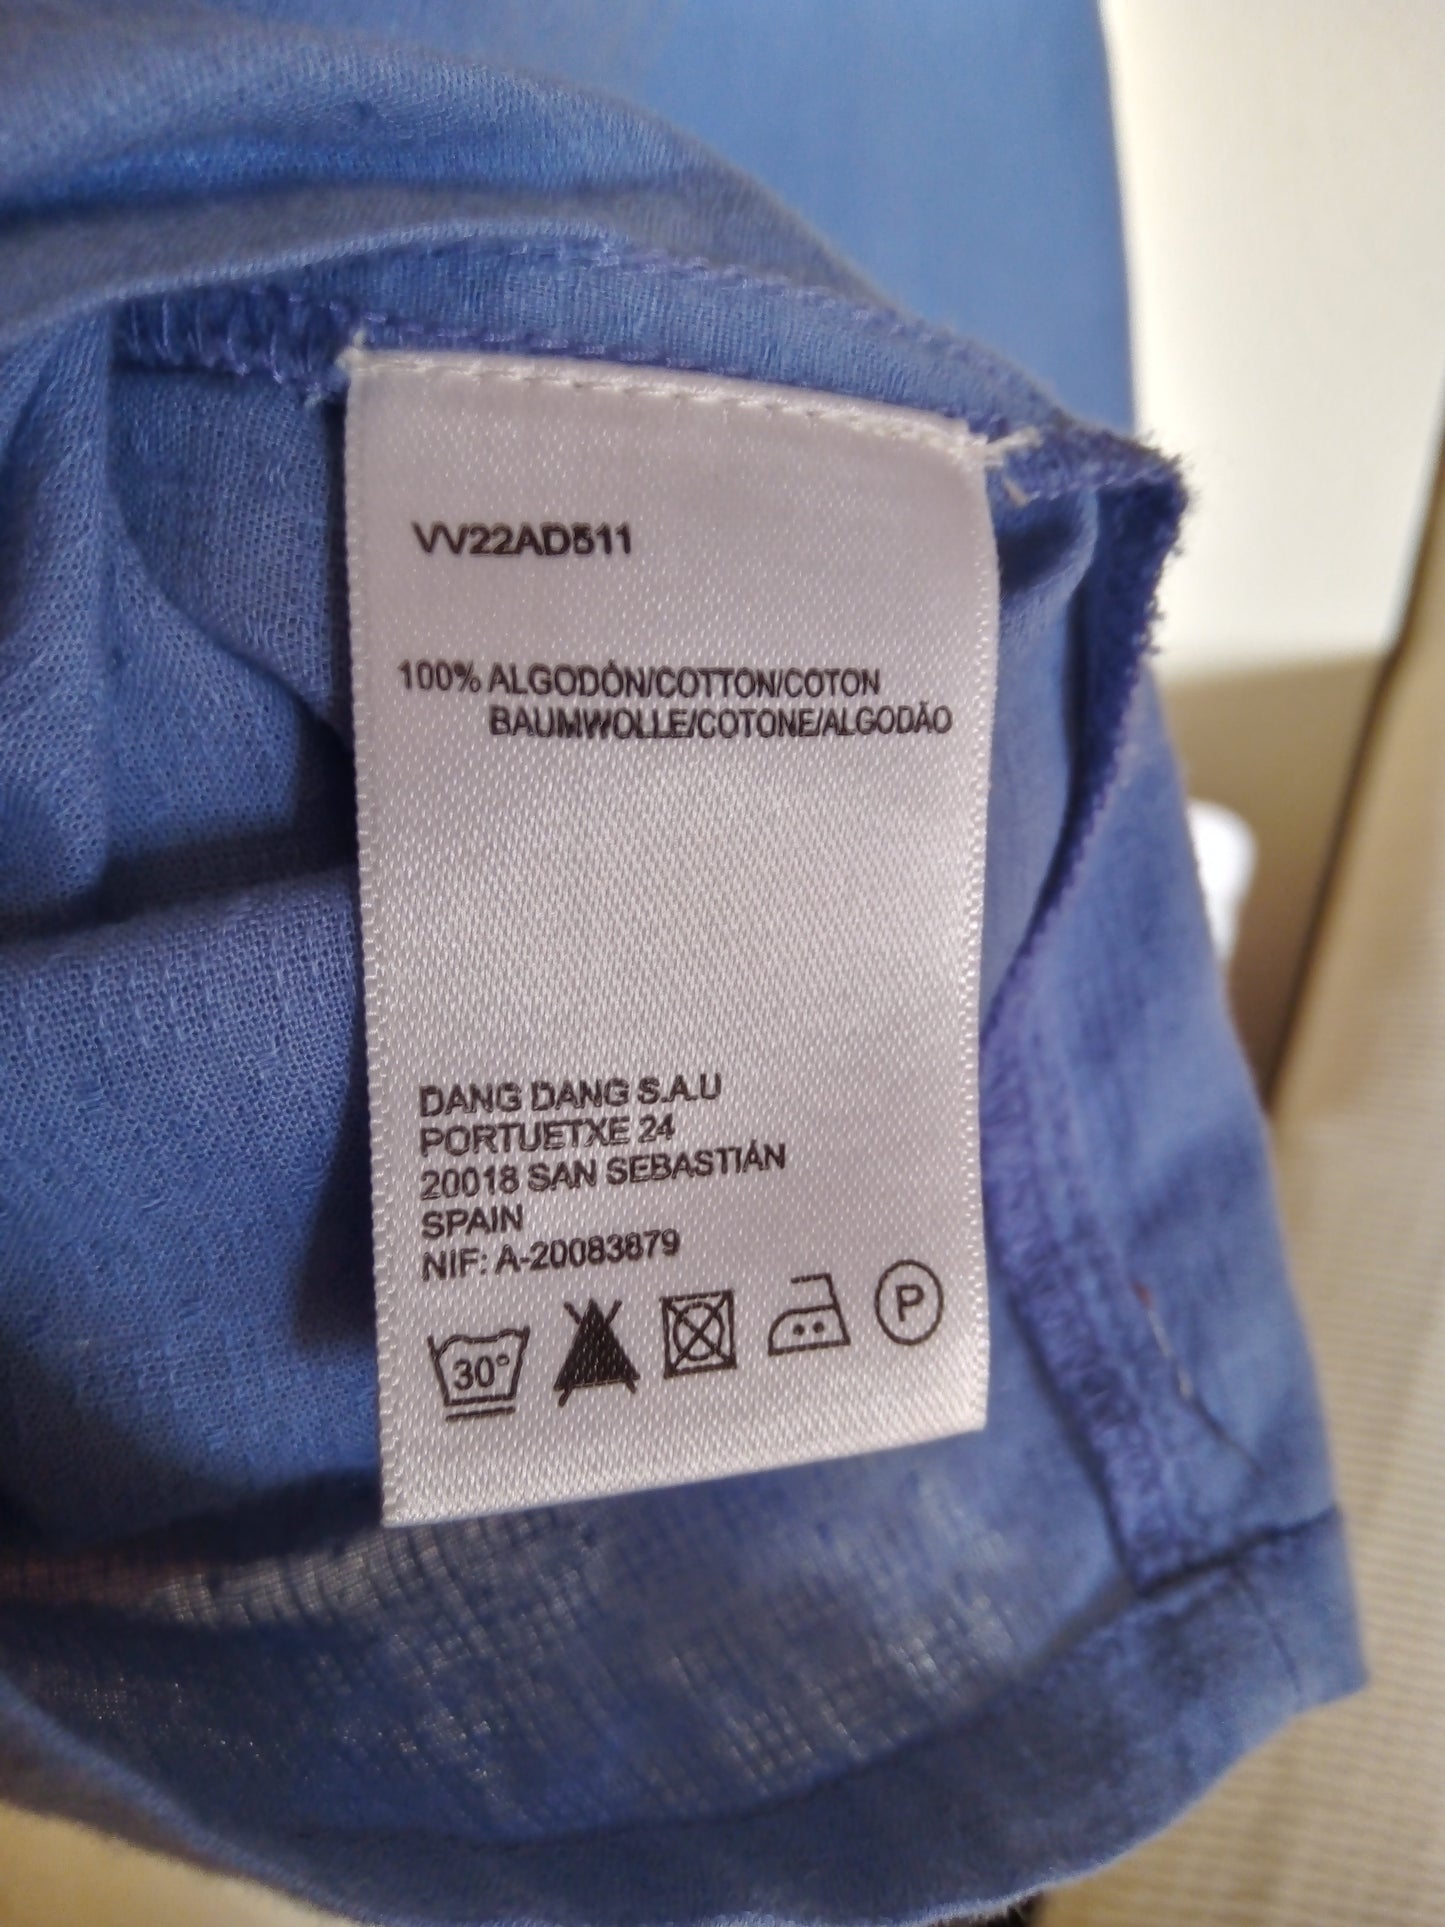 VV22AD511
100% ALGODÓN/COTTON/COTON
BAUMWOLLE/COTONE/ALGODÃO
DANG DANG S.A.U
PORTUETXE 24
20018 SAN SEBASTIÁN
SPAIN
NIF: A-20083879
30°
P